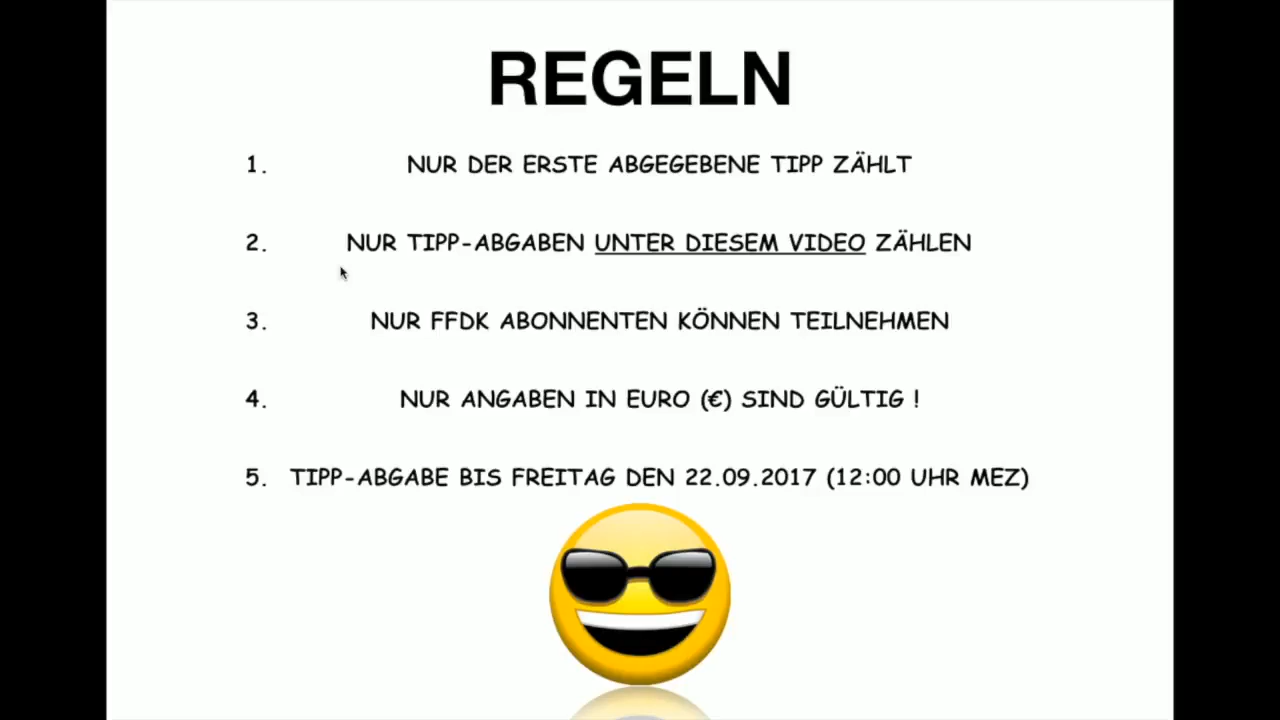 REGELN
1. NUR DER ERSTE ABGEGEBENE TIPP ZÄHLT
2. NUR TIPP-ABGABEN UNTER DIESEM VIDEO ZÄHLEN
3. NUR FFDK ABONNENTEN KÖNNEN TEILNEHMEN
4. NUR ANGABEN IN EURO (€) SIND GÜLTIG !
5. TIPP-ABGABE BIS FREITAG DEN 22.09.2017 (12:00 UHR MEZ)